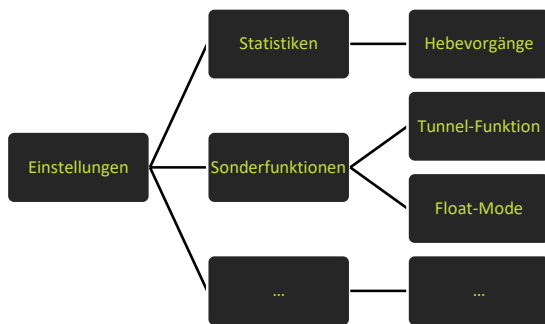 Statistiken
Hebevorgänge
Einstellungen
Sonderfunktionen
Tunnel-Funktion
Float-Mode
...
...